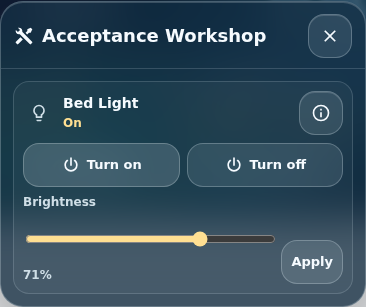 Acceptance Workshop
Bed Light
On
Turn on
Turn off
Brightness
Apply
71%